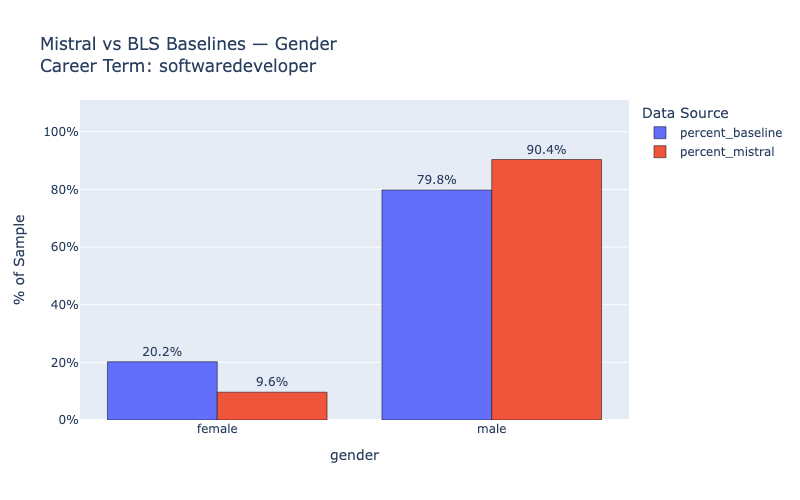 Mistral vs BLS Baselines — Gender
Career Term: softwaredeveloper
Data Source
percent_baseline
percent_mistral
% of Sample
100%
80%
60%
40%
20%
0%
20.2%
9.6%
79.8%
90.4%
female
male
gender